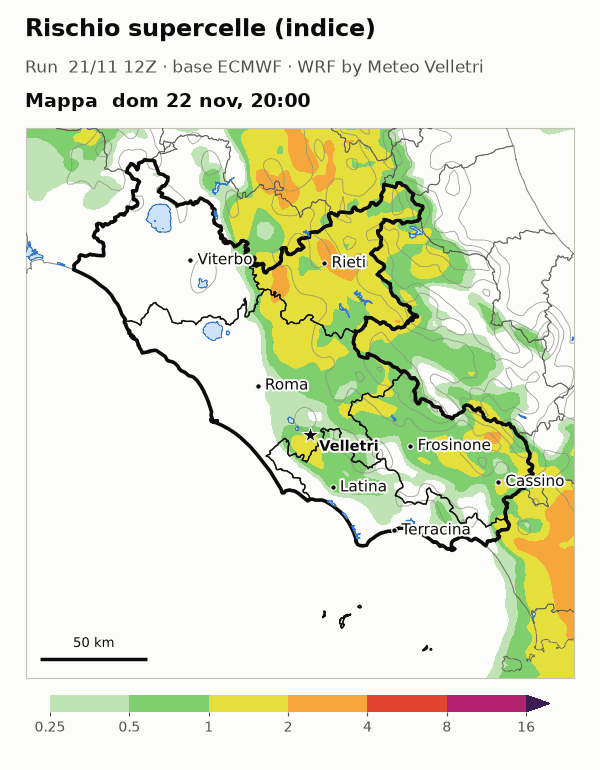 Rischio supercelle (indice)
Run  21/11 12Z · base ECMWF · WRF by Meteo Velletri
Mappa  dom 22 nov, 20:00
Viterbo
Rieti
Roma
Velletri
Frosinone
Latina
Cassino
Terracina
50 km
0.25 0.5 1 2 4 8 16